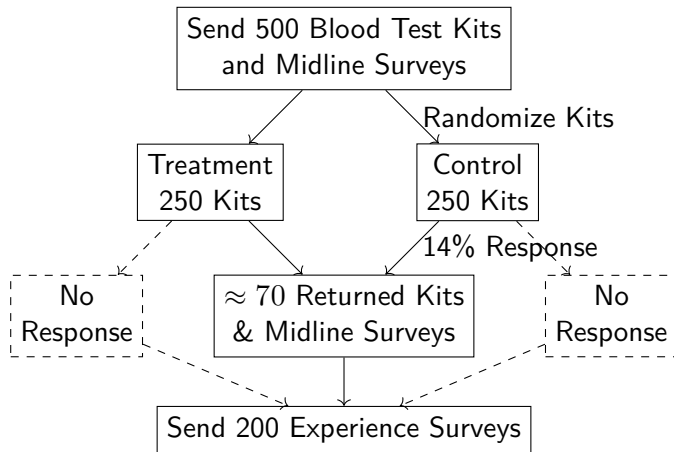 Send 500 Blood Test Kits
and Midline Surveys
Randomize Kits
Treatment
250 Kits
Control
250 Kits
14% Response
No
Response
≈ 70 Returned Kits
& Midline Surveys
No
Response
Send 200 Experience Surveys